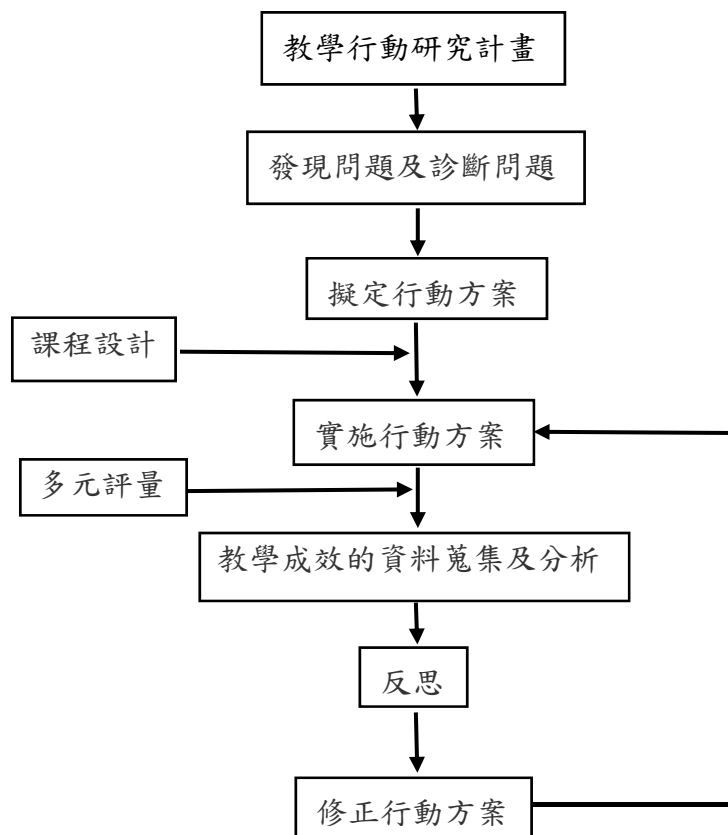 教學行動研究計畫
發現問題及診斷問題
擬定行動方案
課程設計
實施行動方案
多元評量
教學成效的資料蒐集及分析
反思
修正行動方案